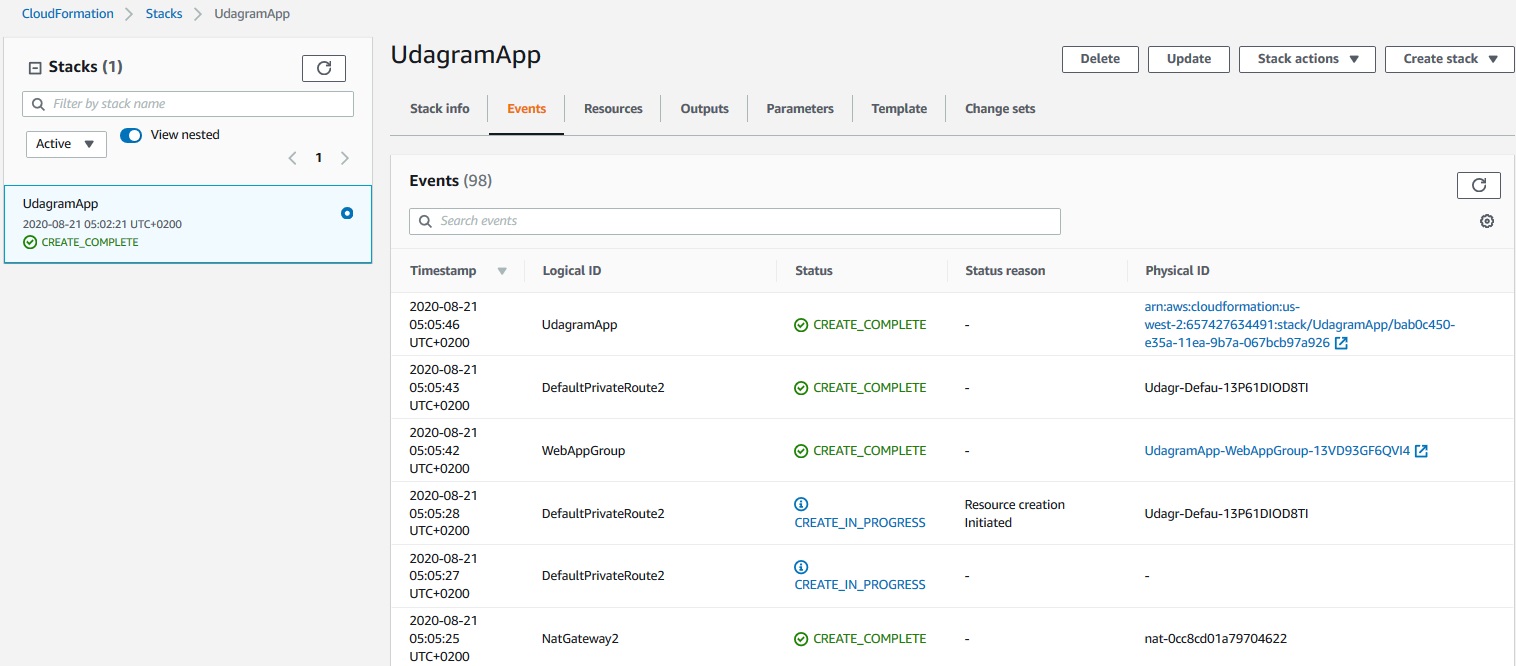 CloudFormation > Stacks > UdagramApp
Stacks (1)
Filter by stack name
Active
View nested
1
UdagramApp
2020-08-21 05:02:21 UTC+0200
CREATE_COMPLETE
UdagramApp
Delete
Update
Stack actions
Create stack
Stack info
Events
Resources
Outputs
Parameters
Template
Change sets
Events (98)
Search events
Timestamp
Logical ID
Status
Status reason
Physical ID
2020-08-21
05:05:46
UTC+0200
UdagramApp
CREATE_COMPLETE
-
arn:aws:cloudformation:us-
west-2:657427634491:stack/UdagramApp/bab0c450-
e35a-11ea-9b7a-067bcb97a926
2020-08-21
05:05:43
UTC+0200
DefaultPrivateRoute2
CREATE_COMPLETE
-
Udagr-Defau-13P61DIOD8TI
2020-08-21
05:05:42
UTC+0200
WebAppGroup
CREATE_COMPLETE
-
UdagramApp-WebAppGroup-13VD93GF6QVI4
2020-08-21
05:05:28
UTC+0200
DefaultPrivateRoute2
CREATE_IN_PROGRESS
Resource creation
Initiated
Udagr-Defau-13P61DIOD8TI
2020-08-21
05:05:27
UTC+0200
DefaultPrivateRoute2
CREATE_IN_PROGRESS
-
-
2020-08-21
05:05:25
UTC+0200
NatGateway2
CREATE_COMPLETE
-
nat-0cc8cd01a79704622